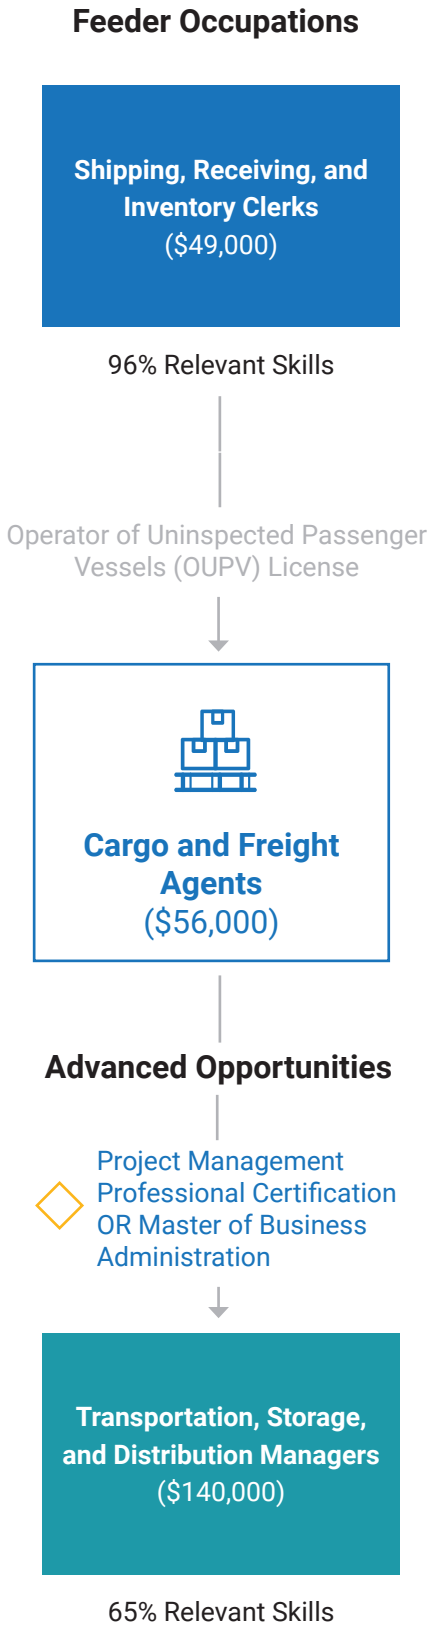 Feeder Occupations
Shipping, Receiving, and
Inventory Clerks
($49,000)
96% Relevant Skills
Operator of Uninspected Passenger
Vessels (OUPV) License
Cargo and Freight
Agents
($56,000)
Advanced Opportunities
Project Management
Professional Certification
OR Master of Business
Administration
Transportation, Storage,
and Distribution Managers
($140,000)
65% Relevant Skills